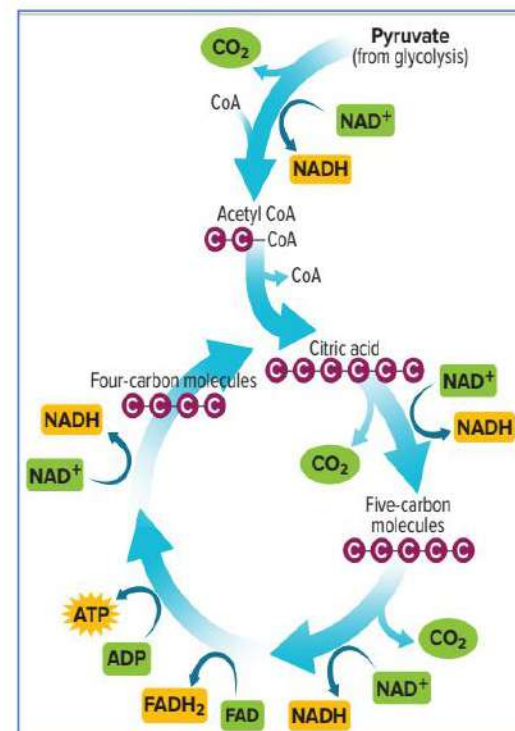 Pyruvate
(from glycolysis)
CO₂
CoA
NAD⁺
NADH
Acetyl CoA
C-C-CoA
CoA
Citric acid
C-C-C-C-C-C
Four-carbon molecules
C-C-C-C
NAD⁺
NADH
NADH
CO₂
NAD⁺
Five-carbon
molecules
C-C-C-C-C
ATP
CO₂
ADP
NAD⁺
FADH₂
FAD
NADH